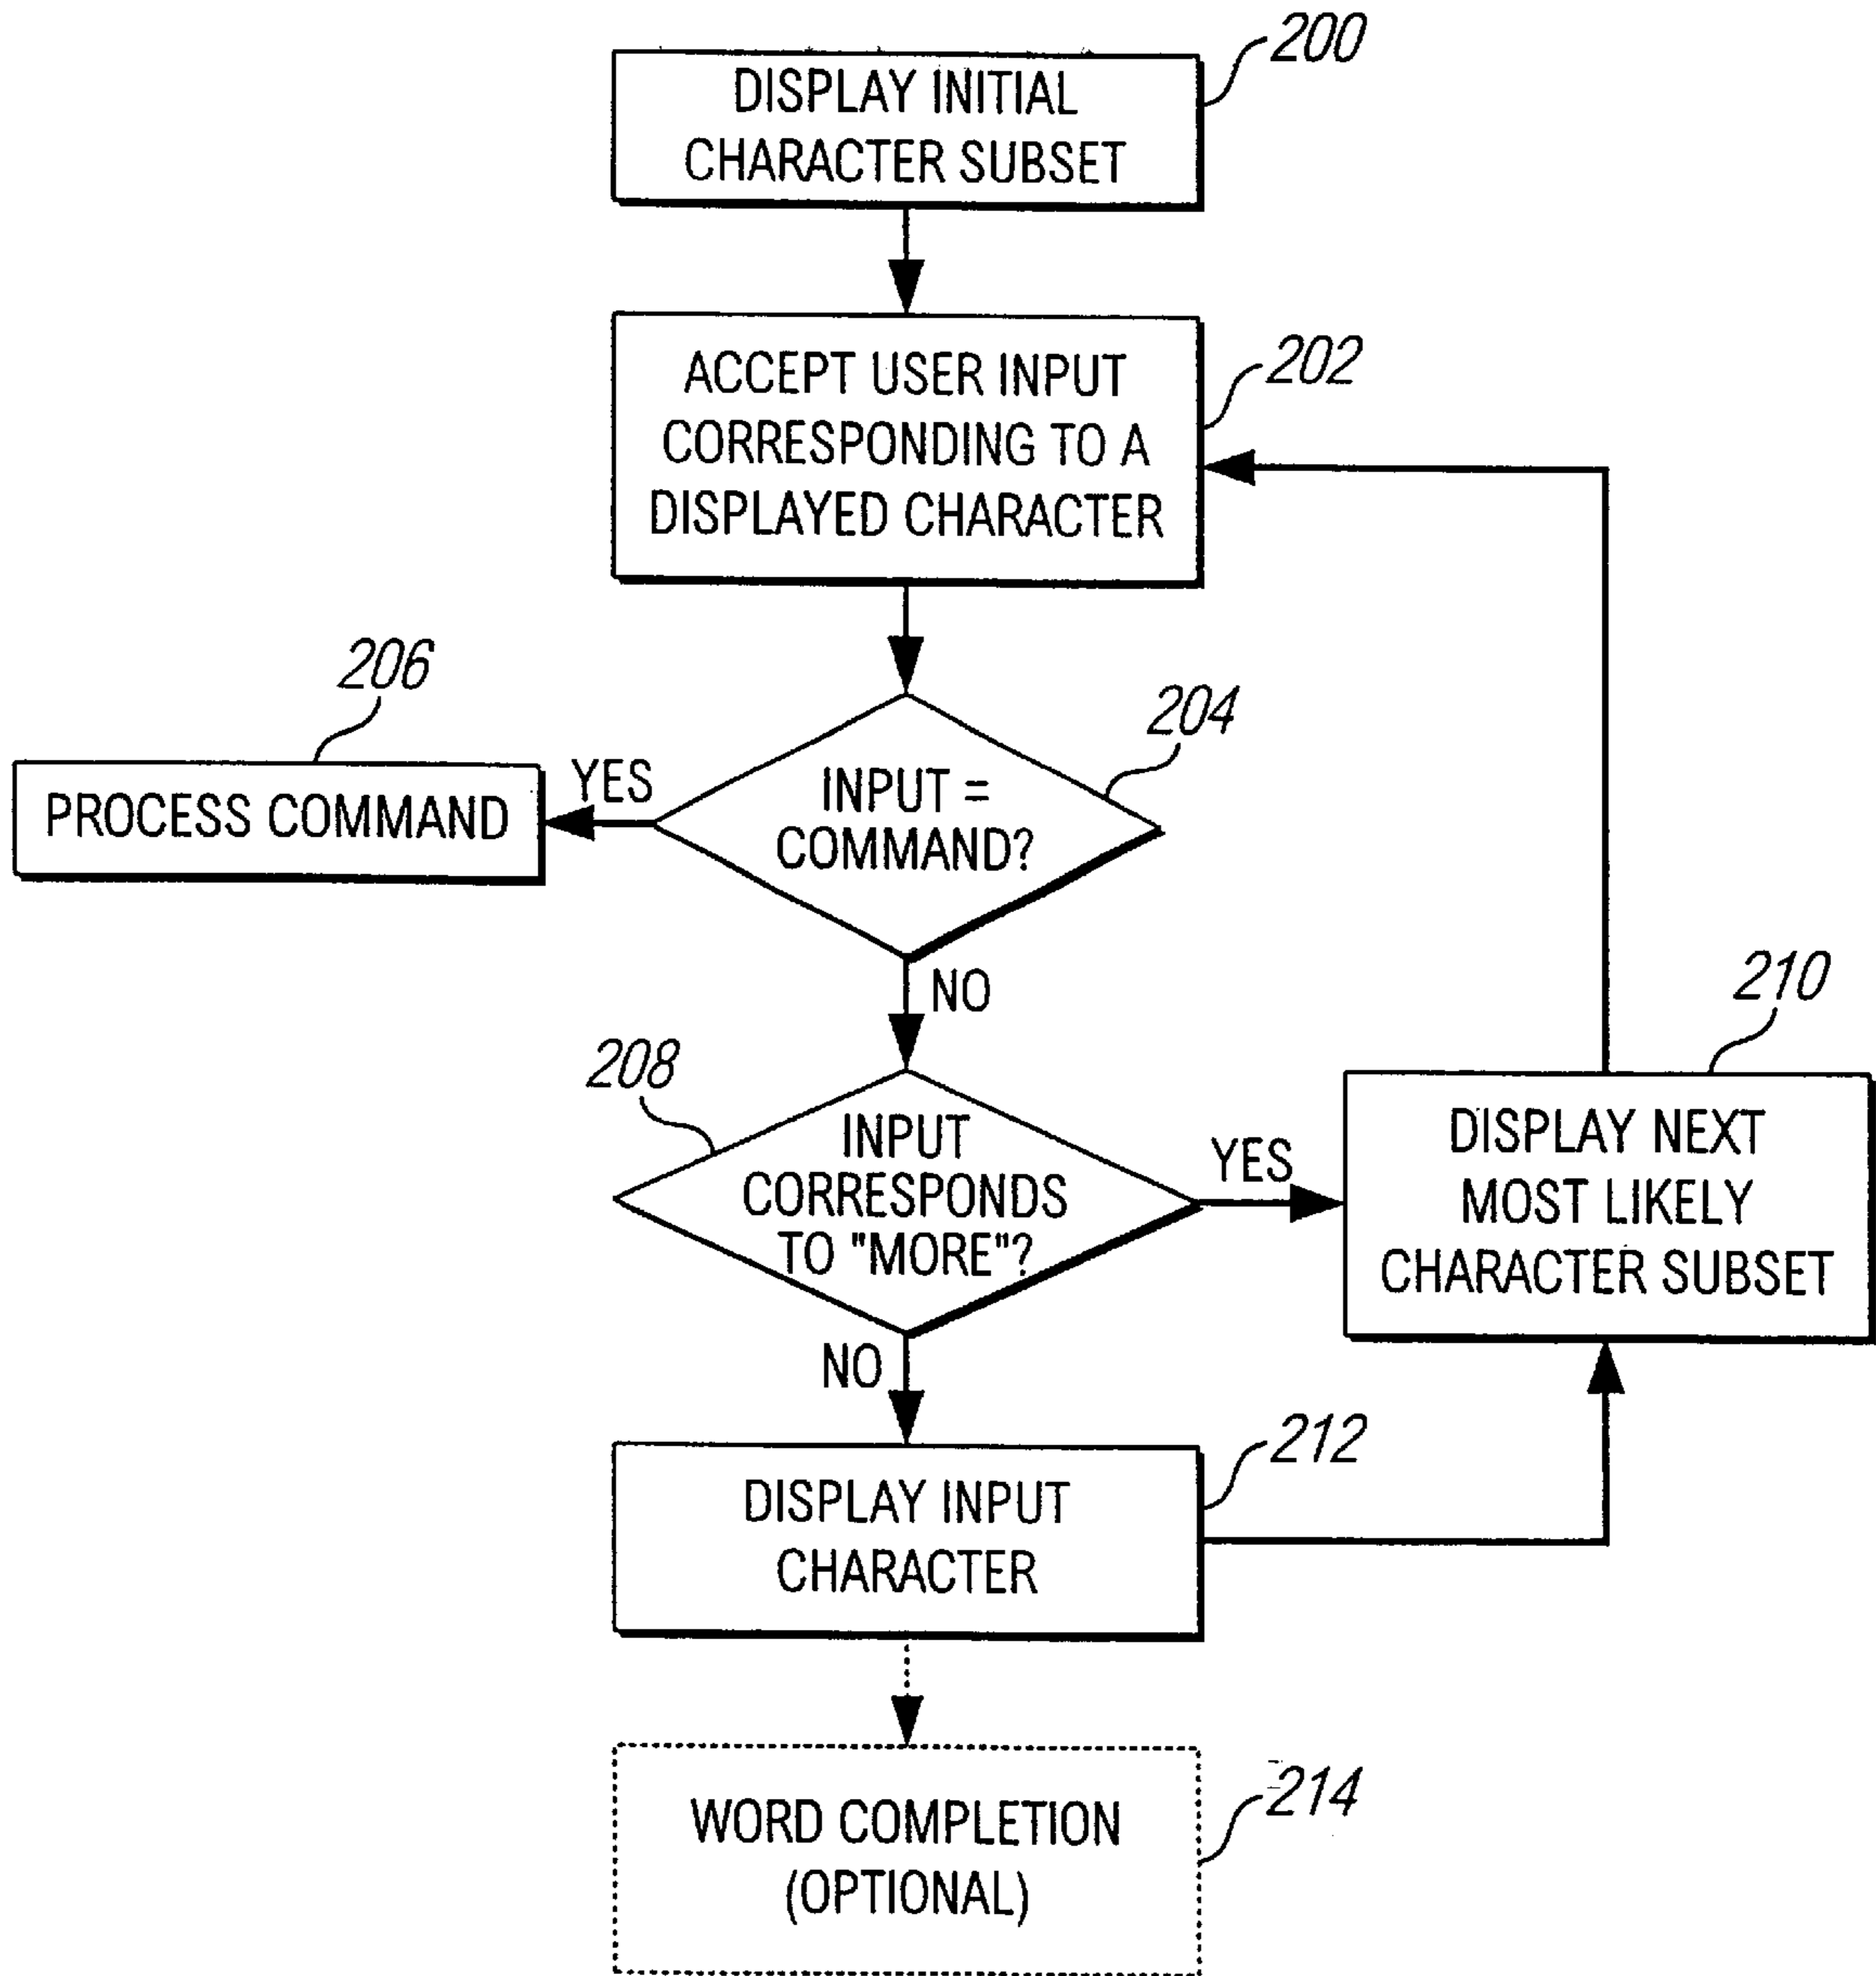 200
DISPLAY INITIAL
CHARACTER SUBSET
202
ACCEPT USER INPUT
CORRESPONDING TO A
DISPLAYED CHARACTER
204
INPUT =
COMMAND?
YES
206
PROCESS COMMAND
NO
208
INPUT
CORRESPONDS
TO "MORE"?
YES
210
DISPLAY NEXT
MOST LIKELY
CHARACTER SUBSET
NO
212
DISPLAY INPUT
CHARACTER
214
WORD COMPLETION
(OPTIONAL)